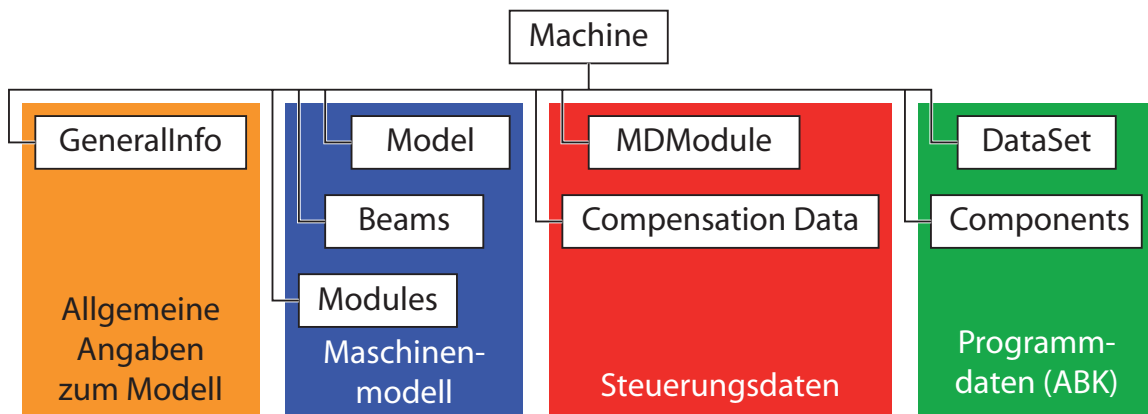 Machine
GeneralInfo
Model
MDModule
DataSet
Beams
Compensation Data
Components
Modules
Allgemeine
Angaben
zum Modell
Maschinen-
modell
Steuerungsdaten
Programm-
daten (ABK)